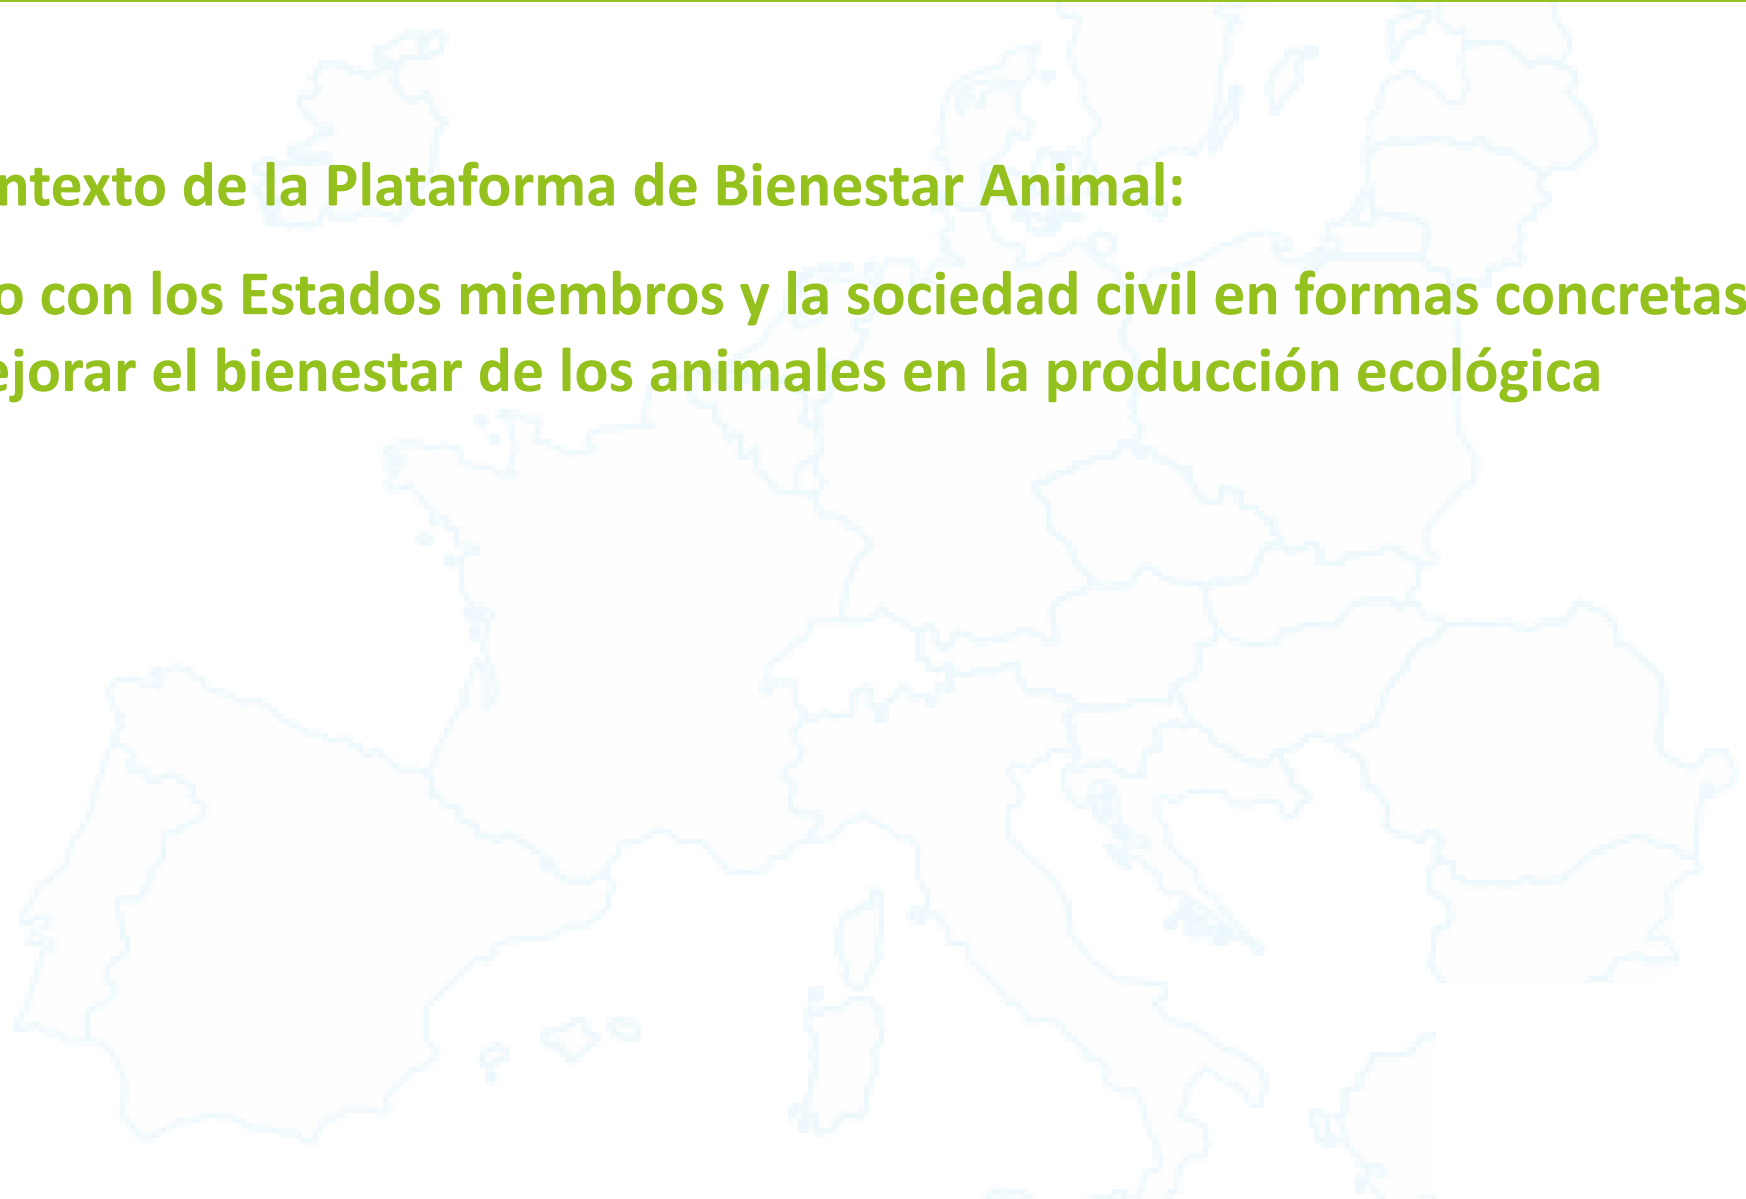 ntexto de la Plataforma de Bienestar Animal:
o con los Estados miembros y la sociedad civil en formas concretas
ejorar el bienestar de los animales en la producción ecológica